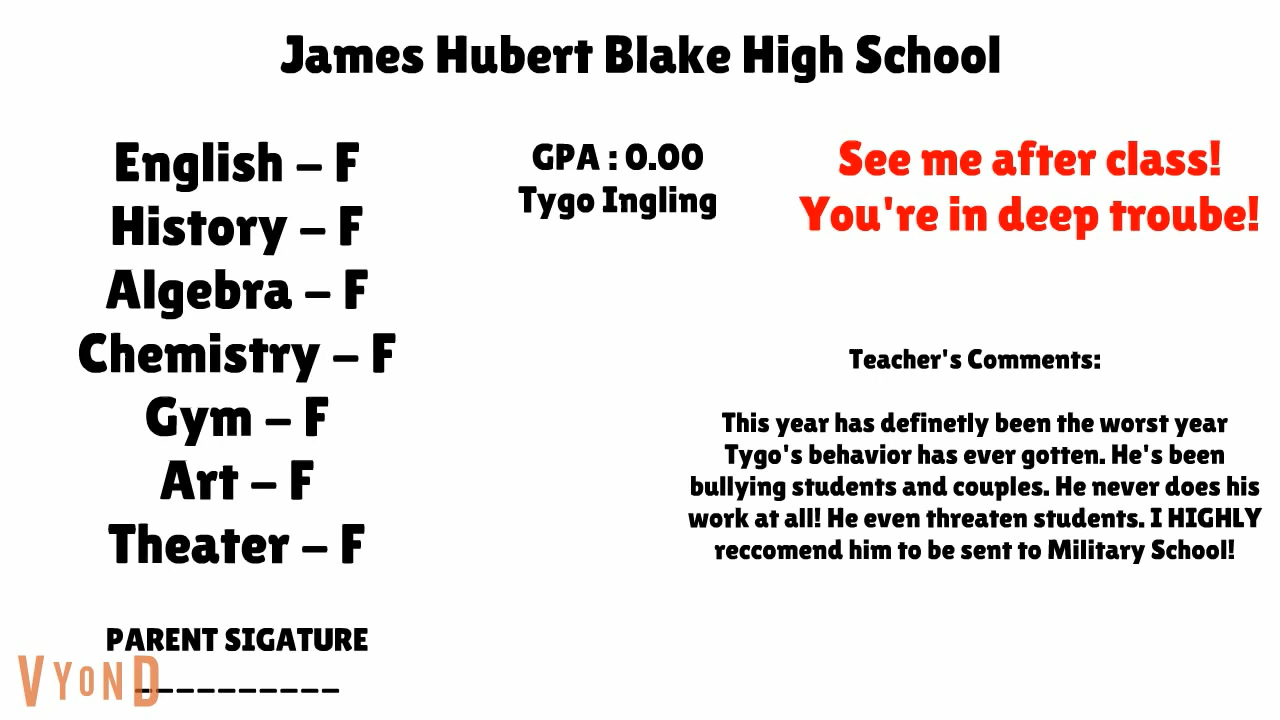 James Hubert Blake High School
English - F
History - F
Algebra - F
Chemistry - F
Gym - F
Art - F
Theater - F
PARENT SIGATURE
__________
GPA : 0.00
Tygo Ingling
See me after class!
You're in deep troube!
Teacher's Comments:
This year has definetly been the worst year
Tygo's behavior has ever gotten. He's been
bullying students and couples. He never does his
work at all! He even threaten students. I HIGHLY
reccomend him to be sent to Military School!
VYOND